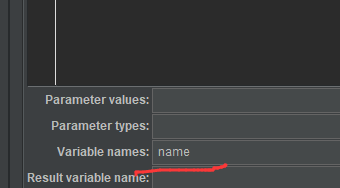 Parameter values:
Parameter types:
Variable names: name
Result variable name: